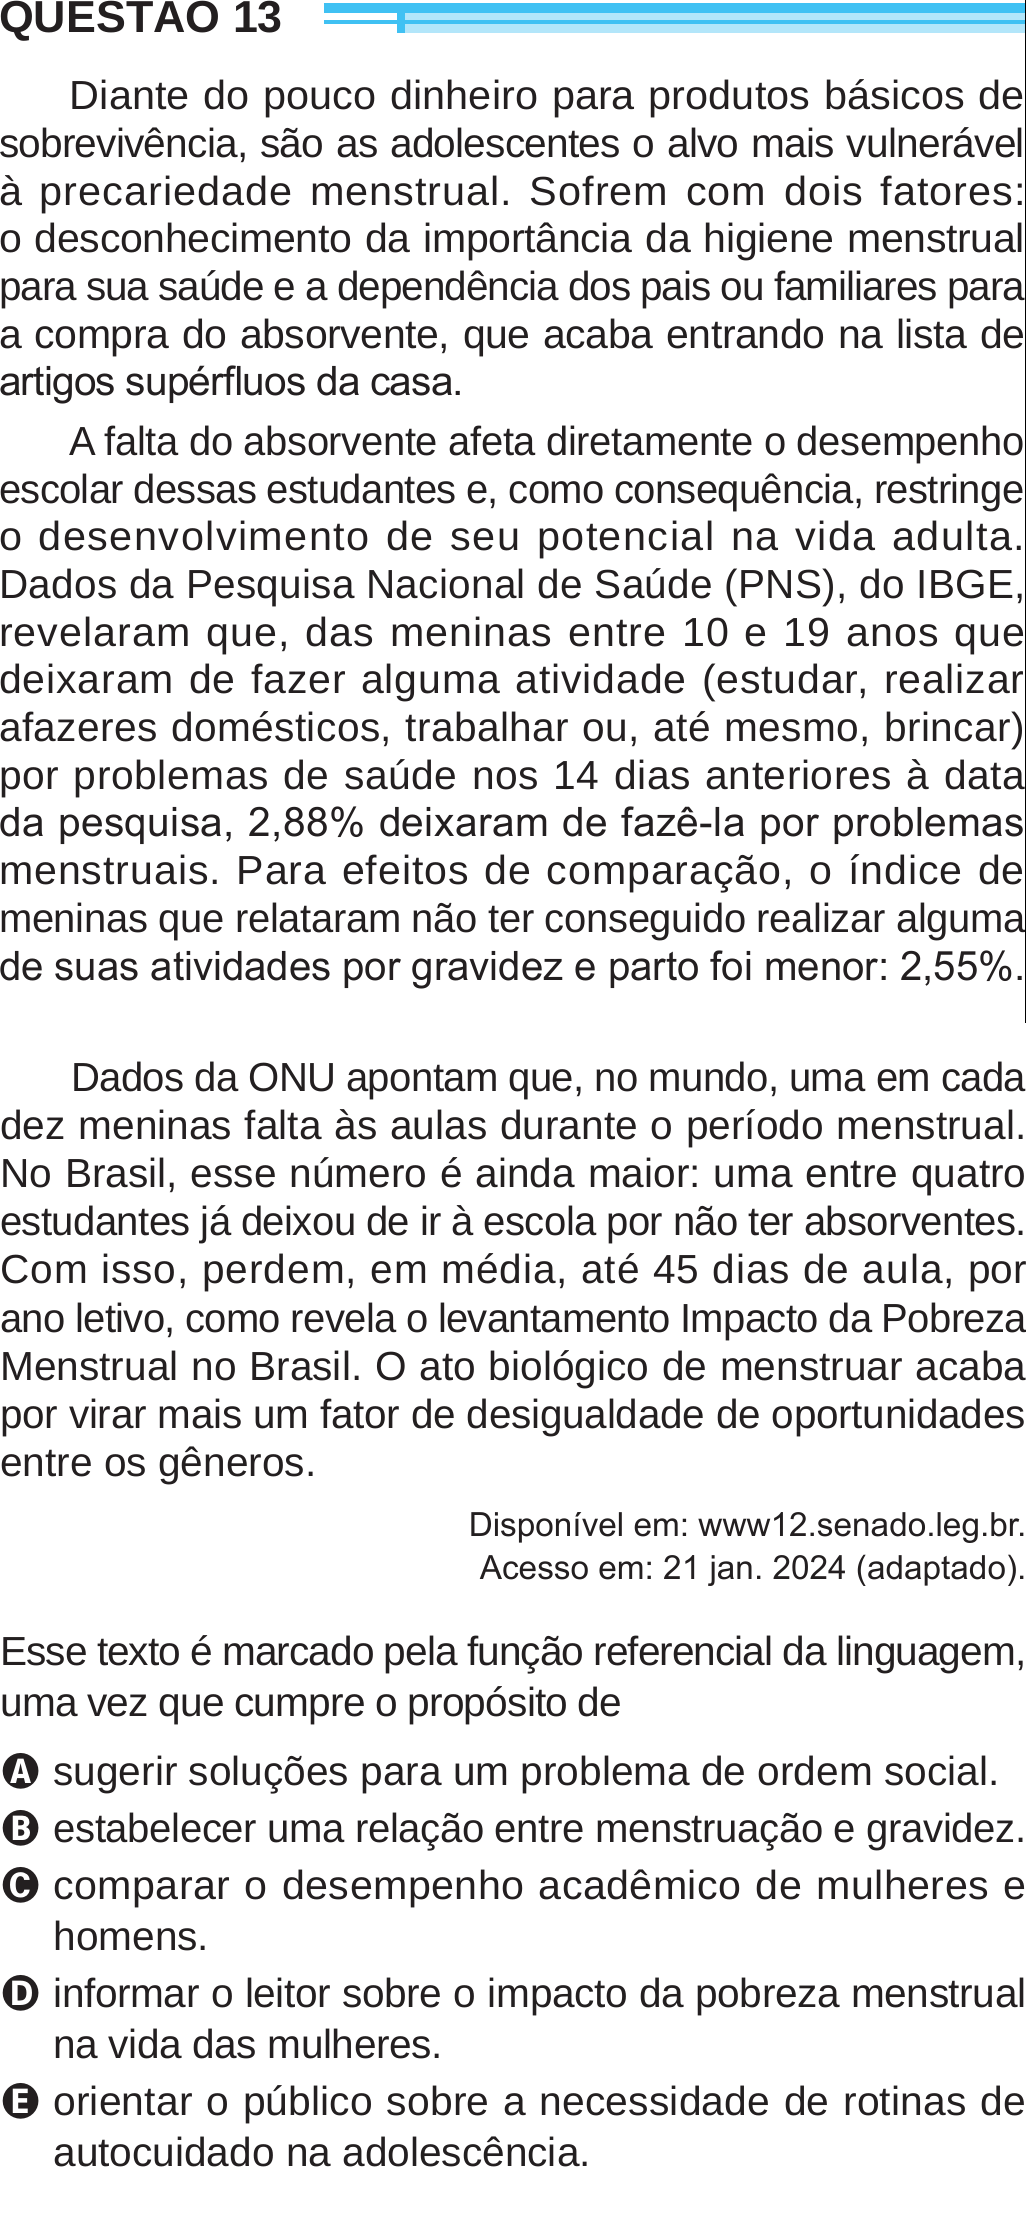 QUESTÃO 13
Diante do pouco dinheiro para produtos básicos de
sobrevivência, são as adolescentes o alvo mais vulnerável
à precariedade menstrual. Sofrem com dois fatores:
o desconhecimento da importância da higiene menstrual
para sua saúde e a dependência dos pais ou familiares para
a compra do absorvente, que acaba entrando na lista de
artigos supérfluos da casa.
A falta do absorvente afeta diretamente o desempenho
escolar dessas estudantes e, como consequência, restringe
o desenvolvimento de seu potencial na vida adulta.
Dados da Pesquisa Nacional de Saúde (PNS), do IBGE,
revelaram que, das meninas entre 10 e 19 anos que
deixaram de fazer alguma atividade (estudar, realizar
afazeres domésticos, trabalhar ou, até mesmo, brincar)
por problemas de saúde nos 14 dias anteriores à data
da pesquisa, 2,88% deixaram de fazê-la por problemas
menstruais. Para efeitos de comparação, o índice de
meninas que relataram não ter conseguido realizar alguma
de suas atividades por gravidez e parto foi menor: 2,55%.
Dados da ONU apontam que, no mundo, uma em cada
dez meninas falta às aulas durante o período menstrual.
No Brasil, esse número é ainda maior: uma entre quatro
estudantes já deixou de ir à escola por não ter absorventes.
Com isso, perdem, em média, até 45 dias de aula, por
ano letivo, como revela o levantamento Impacto da Pobreza
Menstrual no Brasil. O ato biológico de menstruar acaba
por virar mais um fator de desigualdade de oportunidades
entre os gêneros.
Disponível em: www12.senado.leg.br.
Acesso em: 21 jan. 2024 (adaptado).
Esse texto é marcado pela função referencial da linguagem,
uma vez que cumpre o propósito de
A sugerir soluções para um problema de ordem social.
B estabelecer uma relação entre menstruação e gravidez.
C comparar o desempenho acadêmico de mulheres e
homens.
D informar o leitor sobre o impacto da pobreza menstrual
na vida das mulheres.
E orientar o público sobre a necessidade de rotinas de
autocuidado na adolescência.